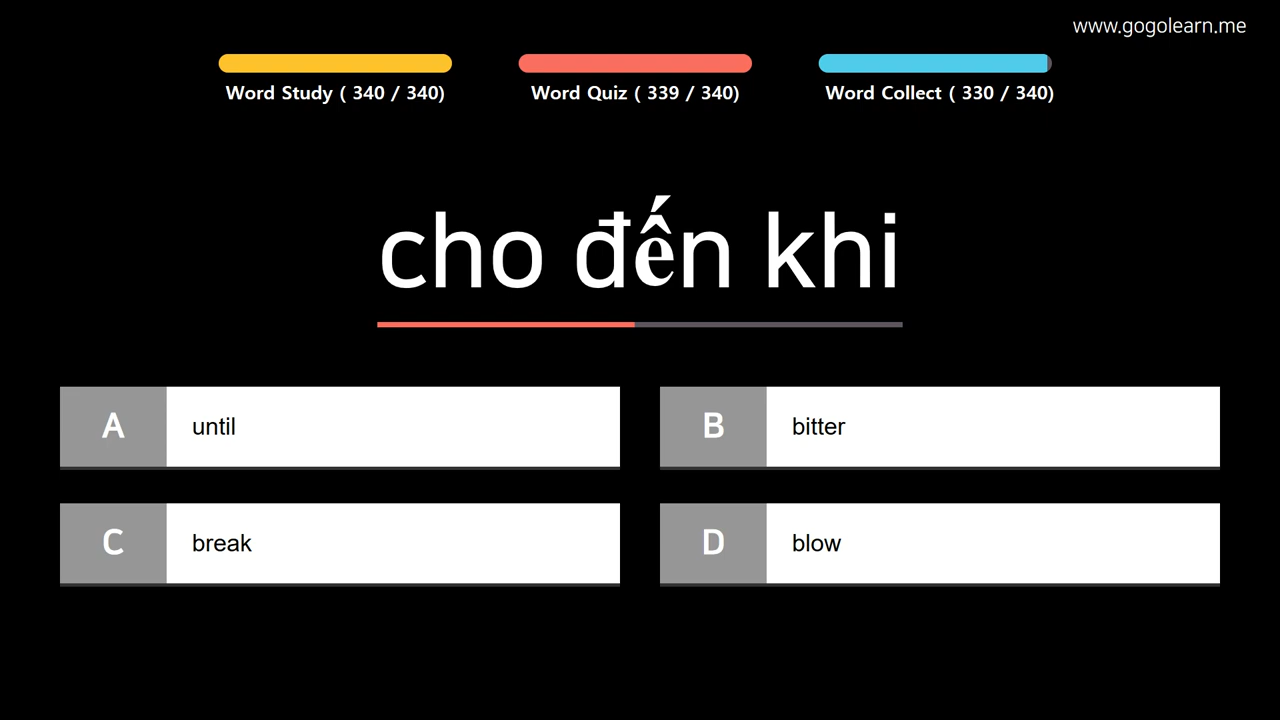 www.gogolearn.me
Word Study ( 340 / 340)
Word Quiz ( 339 / 340)
Word Collect ( 330 / 340)
cho đến khi
A
until
B
bitter
C
break
D
blow